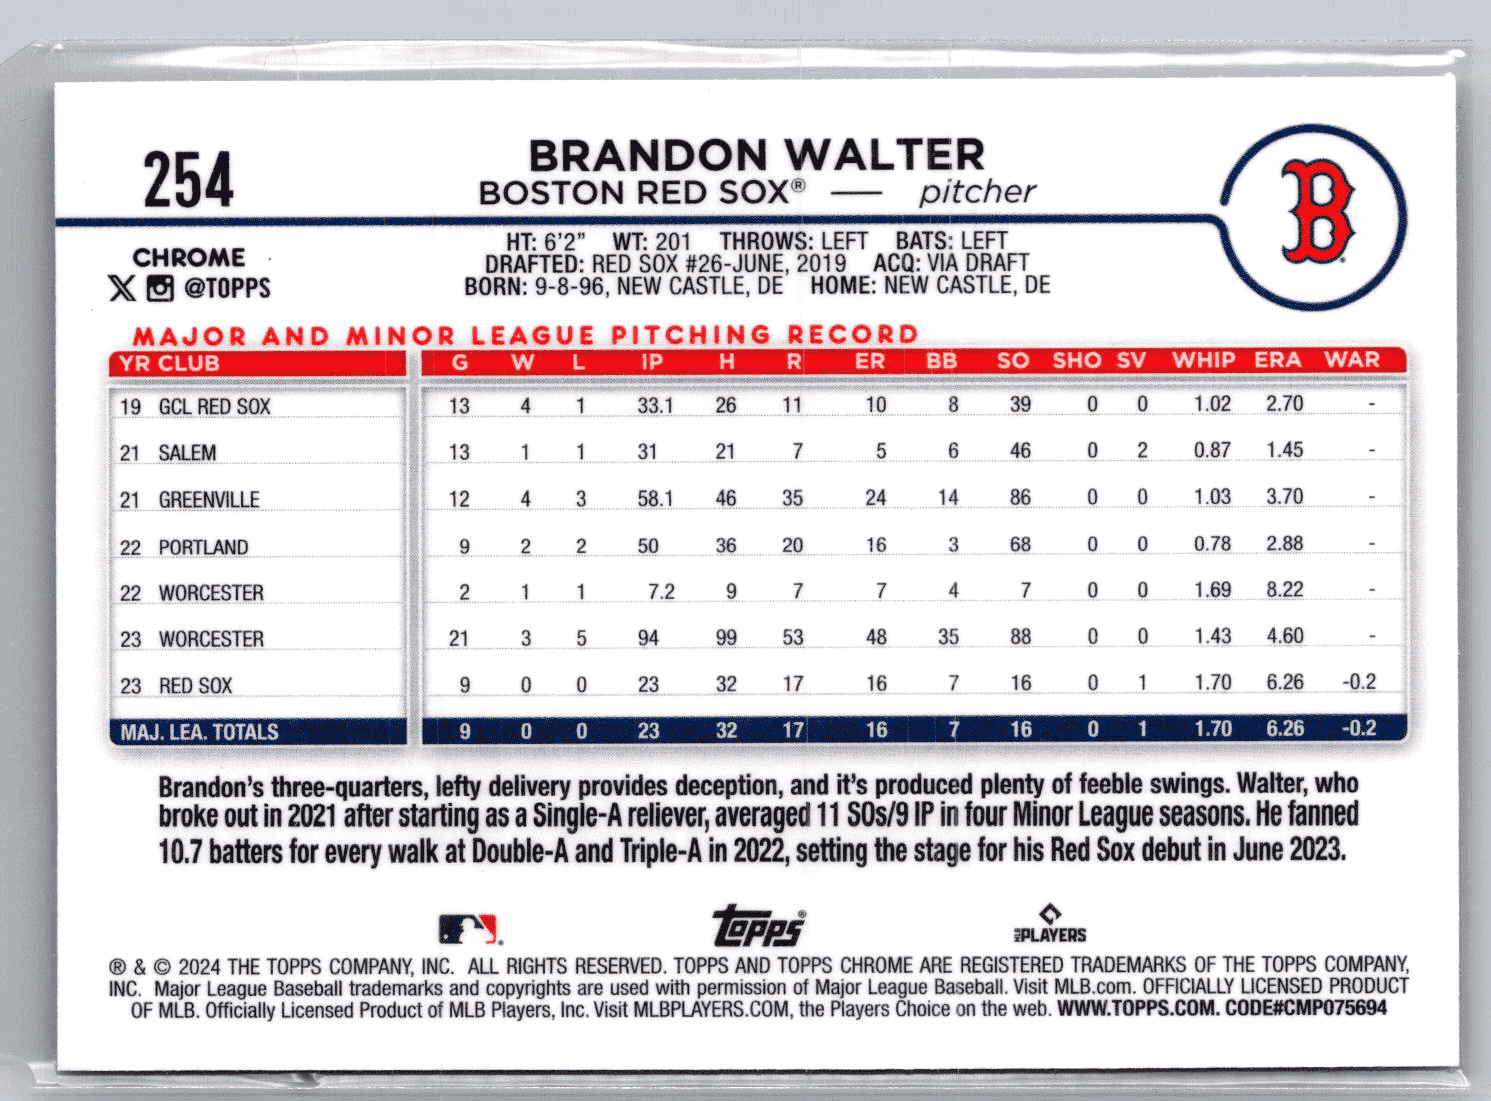 254
BRANDON WALTER
BOSTON RED SOX® — pitcher
B
CHROME
X @TOPPS
HT: 6'2" WT: 201 THROWS: LEFT BATS: LEFT
DRAFTED: RED SOX #26-JUNE, 2019 ACQ: VIA DRAFT
BORN: 9-8-96, NEW CASTLE, DE HOME: NEW CASTLE, DE
MAJOR AND MINOR LEAGUE PITCHING RECORD
YR CLUB G W L IP H R ER BB SO SHO SV WHIP ERA WAR
19 GCL RED SOX 13 4 1 33.1 26 11 10 8 39 0 0 1.02 2.70 -
21 SALEM 13 1 1 31 21 7 5 6 46 0 2 0.87 1.45 -
21 GREENVILLE 12 4 3 58.1 46 35 24 14 86 0 0 1.03 3.70 -
22 PORTLAND 9 2 2 50 36 20 16 3 68 0 0 0.78 2.88 -
22 WORCESTER 2 1 1 7.2 9 7 7 4 7 0 0 1.69 8.22 -
23 WORCESTER 21 3 5 94 99 53 48 35 88 0 0 1.43 4.60 -
23 RED SOX 9 0 0 23 32 17 16 7 16 0 1 1.70 6.26 -0.2
MAJ. LEA. TOTALS 9 0 0 23 32 17 16 7 16 0 1 1.70 6.26 -0.2
Brandon's three-quarters, lefty delivery provides deception, and it's produced plenty of feeble swings. Walter, who
broke out in 2021 after starting as a Single-A reliever, averaged 11 SOs/9 IP in four Minor League seasons. He fanned
10.7 batters for every walk at Double-A and Triple-A in 2022, setting the stage for his Red Sox debut in June 2023.
topps®
MLB PLAYERS
® & © 2024 THE TOPPS COMPANY, INC. ALL RIGHTS RESERVED. TOPPS AND TOPPS CHROME ARE REGISTERED TRADEMARKS OF THE TOPPS COMPANY,
INC. Major League Baseball trademarks and copyrights are used with permission of Major League Baseball. Visit MLB.com. OFFICIALLY LICENSED PRODUCT
OF MLB. Officially Licensed Product of MLB Players, Inc. Visit MLBPLAYERS.COM, the Players Choice on the web. WWW.TOPPS.COM. CODE#CMP075694